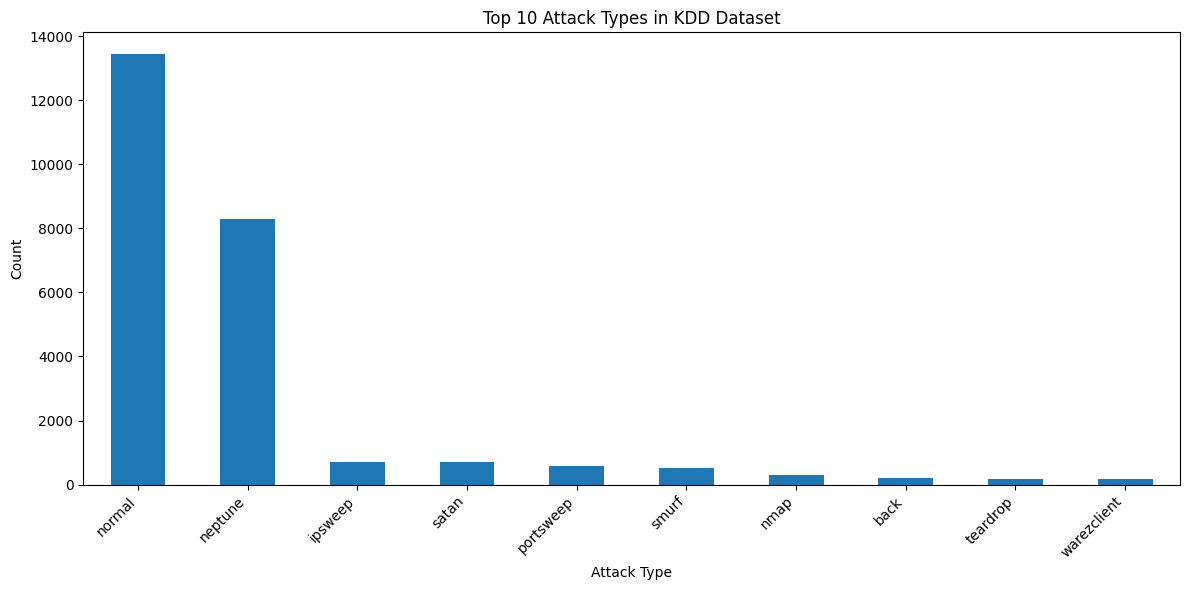 Top 10 Attack Types in KDD Dataset
14000
12000
10000
8000
6000
4000
2000
0
Count
normal
neptune
ipsweep
satan
portsweep
smurf
nmap
back
teardrop
warezclient
Attack Type